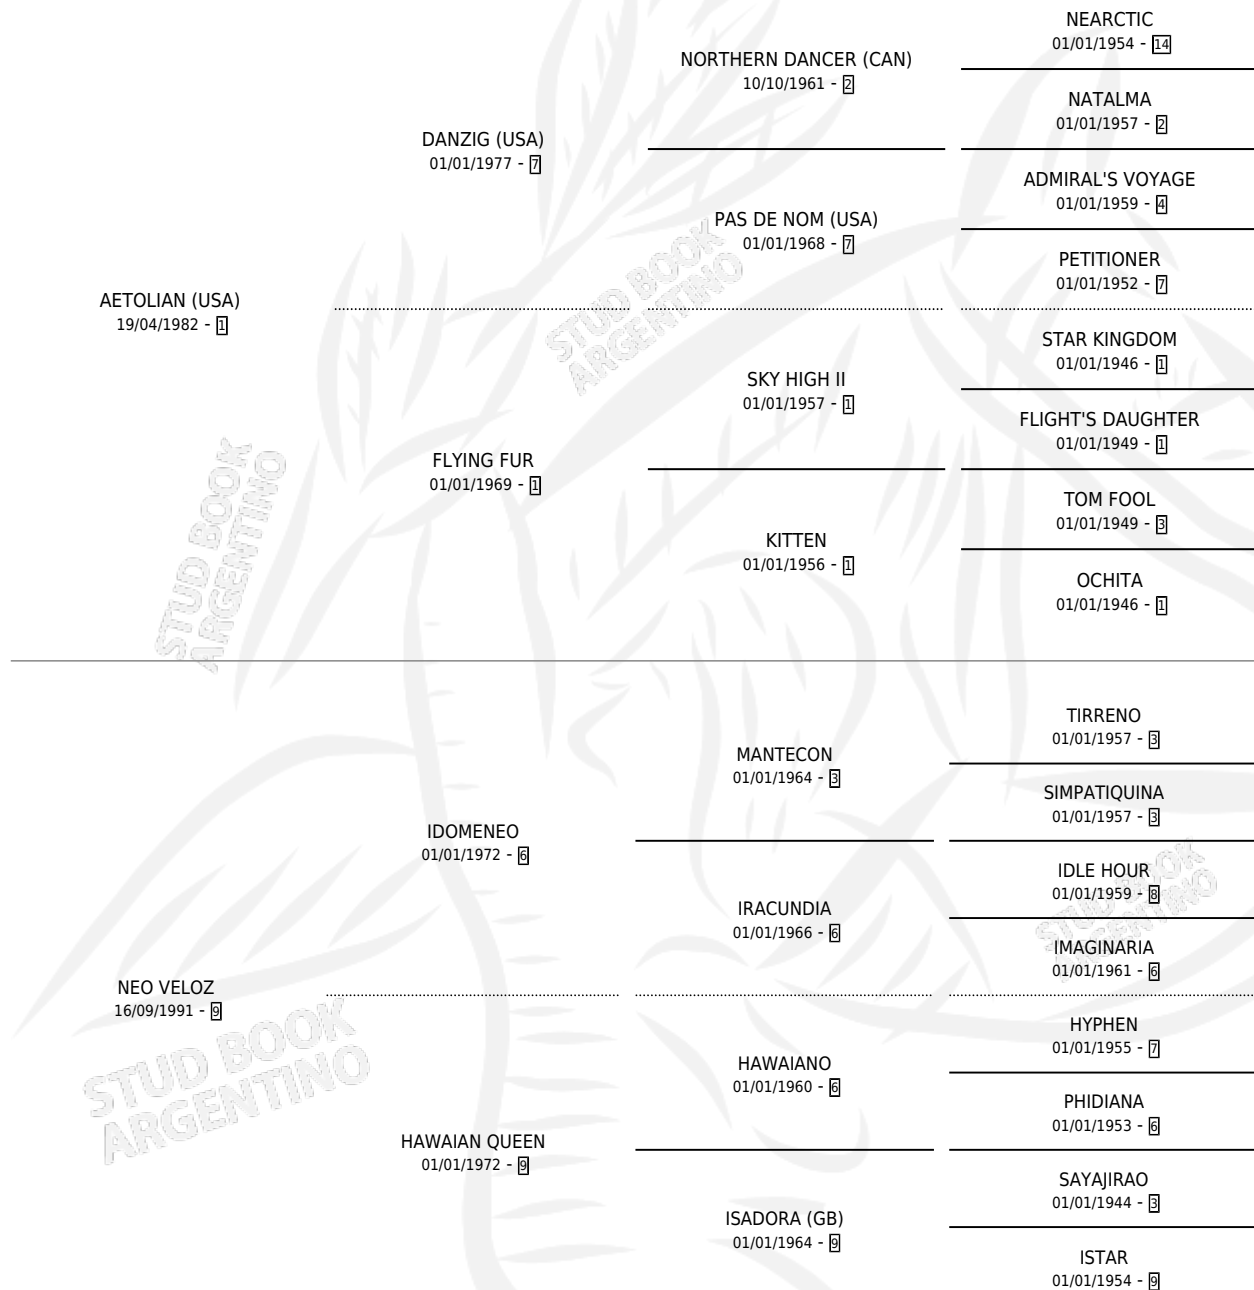 NEARCTIC
01/01/1954 - 14
NORTHERN DANCER (CAN)
10/10/1961 - 2
NATALMA
01/01/1957 - 2
DANZIG (USA)
01/01/1977 - 7
ADMIRAL'S VOYAGE
01/01/1959 - 4
PAS DE NOM (USA)
01/01/1968 - 7
PETITIONER
01/01/1952 - 7
AETOLIAN (USA)
19/04/1982 - 1
STAR KINGDOM
01/01/1946 - 1
SKY HIGH II
01/01/1957 - 1
FLIGHT'S DAUGHTER
01/01/1949 - 1
FLYING FUR
01/01/1969 - 1
TOM FOOL
01/01/1949 - 3
KITTEN
01/01/1956 - 1
OCHITA
01/01/1946 - 1
TIRRENO
01/01/1957 - 3
MANTECON
01/01/1964 - 3
SIMPATIQUINA
01/01/1957 - 3
IDOMENEO
01/01/1972 - 6
IDLE HOUR
01/01/1959 - 8
IRACUNDIA
01/01/1966 - 6
IMAGINARIA
01/01/1961 - 6
NEO VELOZ
16/09/1991 - 9
HYPHEN
01/01/1955 - 7
HAWAIANO
01/01/1960 - 6
PHIDIANA
01/01/1953 - 6
HAWAIAN QUEEN
01/01/1972 - 9
SAYAJIRAO
01/01/1944 - 3
ISADORA (GB)
01/01/1964 - 9
ISTAR
01/01/1954 - 9
STUD BOOK
ARGENTINO
STUD BOOK
ARGENTINO
STUD BOOK
ARGENTINO
STUD BOOK
ARGENTINO